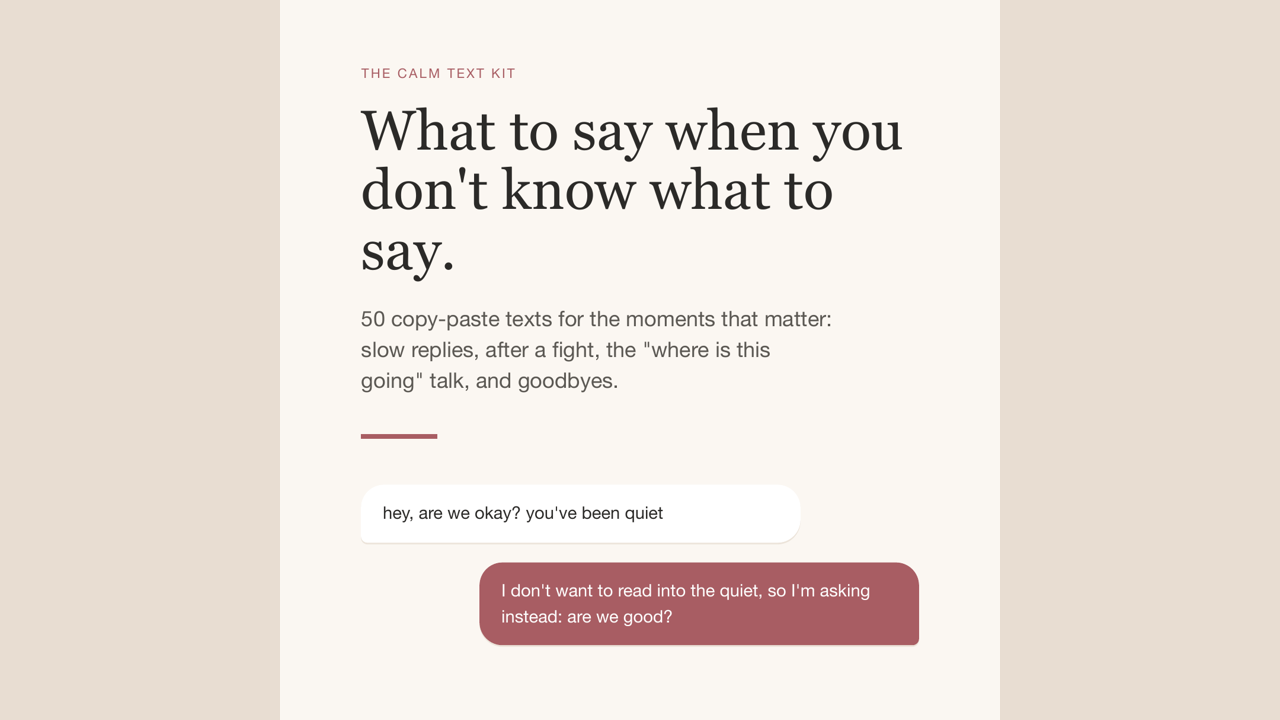 THE CALM TEXT KIT
What to say when you
don't know what to
say.
50 copy-paste texts for the moments that matter:
slow replies, after a fight, the "where is this
going" talk, and goodbyes.
hey, are we okay? you've been quiet
I don't want to read into the quiet, so I'm asking
instead: are we good?